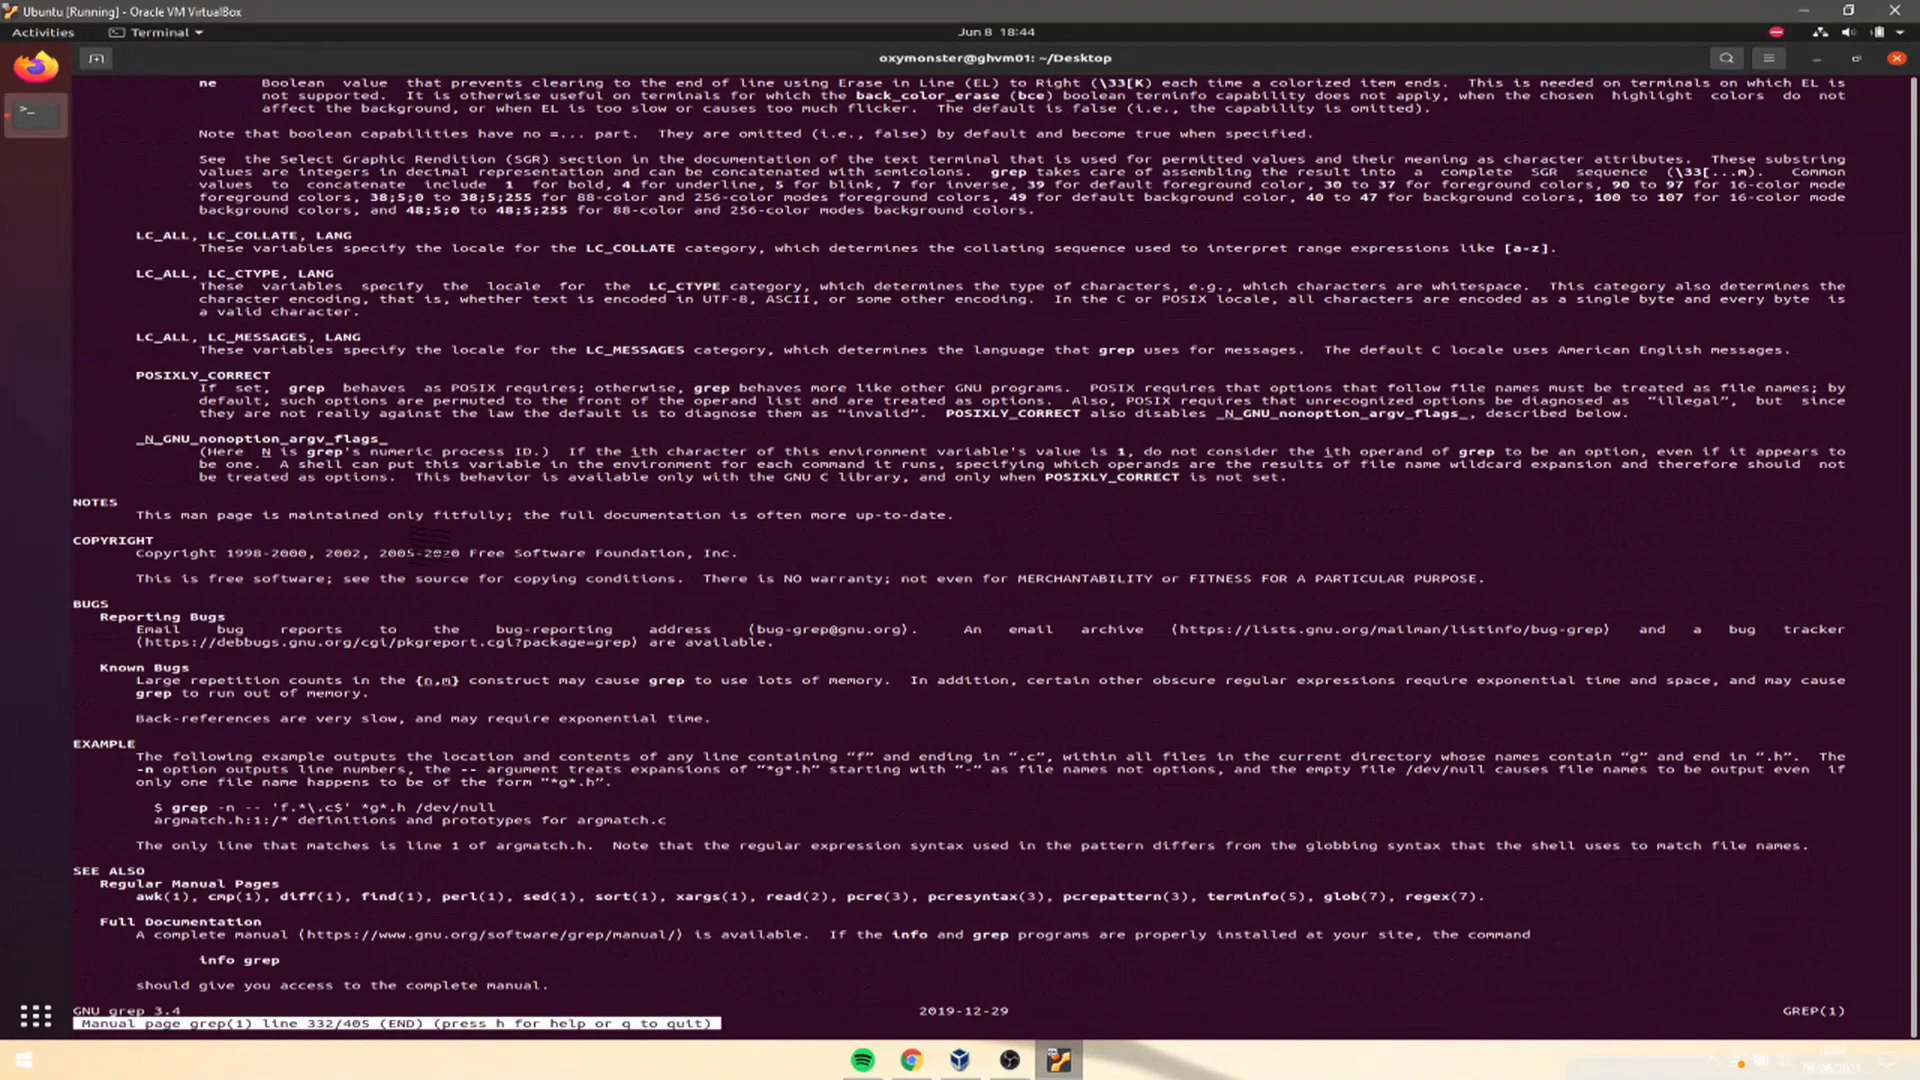 Ubuntu [Running] - Oracle VM VirtualBox
Activities Terminal Jun 8 18:44
oxymonster@ghvm01: ~/Desktop
ne Boolean value that prevents clearing to the end of line using Erase in Line (EL) to Right (\33[K) each time a colorized item ends. This is needed on terminals on which EL is
not supported. It is otherwise useful on terminals for which the back_color_erase (bce) boolean terminfo capability does not apply, when the chosen highlight colors do not
affect the background, or when EL is too slow or causes too much flicker. The default is false (i.e., the capability is omitted).
Note that boolean capabilities have no =... part. They are omitted (i.e., false) by default and become true when specified.
See the Select Graphic Rendition (SGR) section in the documentation of the text terminal that is used for permitted values and their meaning as character attributes. These substring
values are integers in decimal representation and can be concatenated with semicolons. grep takes care of assembling the result into a complete SGR sequence (\33[...m). Common
values to concatenate include 1 for bold, 4 for underline, 5 for blink, 7 for inverse, 39 for default foreground color, 30 to 37 for foreground colors, 90 to 97 for 16-color mode
foreground colors, 38;5;0 to 38;5;255 for 88-color and 256-color modes foreground colors, 49 for default background color, 40 to 47 for background colors, 100 to 107 for 16-color mode
background colors, and 48;5;0 to 48;5;255 for 88-color and 256-color modes background colors.
LC_ALL, LC_COLLATE, LANG
These variables specify the locale for the LC_COLLATE category, which determines the collating sequence used to interpret range expressions like [a-z].
LC_ALL, LC_CTYPE, LANG
These variables specify the locale for the LC_CTYPE category, which determines the type of characters, e.g., which characters are whitespace. This category also determines the
character encoding, that is, whether text is encoded in UTF-8, ASCII, or some other encoding. In the C or POSIX locale, all characters are encoded as a single byte and every byte is
a valid character.
LC_ALL, LC_MESSAGES, LANG
These variables specify the locale for the LC_MESSAGES category, which determines the language that grep uses for messages. The default C locale uses American English messages.
POSIXLY_CORRECT
If set, grep behaves as POSIX requires; otherwise, grep behaves more like other GNU programs. POSIX requires that options that follow file names must be treated as file names; by
default, such options are permuted to the front of the operand list and are treated as options. Also, POSIX requires that unrecognized options be diagnosed as “illegal”, but since
they are not really against the law the default is to diagnose them as “invalid”. POSIXLY_CORRECT also disables _N_GNU_nonoption_argv_flags_, described below.
_N_GNU_nonoption_argv_flags_
(Here N is grep's numeric process ID.) If the ith character of this environment variable's value is 1, do not consider the ith operand of grep to be an option, even if it appears to
be one. A shell can put this variable in the environment for each command it runs, specifying which operands are the results of file name wildcard expansion and therefore should not
be treated as options. This behavior is available only with the GNU C library, and only when POSIXLY_CORRECT is not set.
NOTES
This man page is maintained only fitfully; the full documentation is often more up-to-date.
COPYRIGHT
Copyright 1998-2000, 2002, 2005-2020 Free Software Foundation, Inc.
This is free software; see the source for copying conditions. There is NO warranty; not even for MERCHANTABILITY or FITNESS FOR A PARTICULAR PURPOSE.
BUGS
Reporting Bugs
Email bug reports to the bug-reporting address ⟨bug-grep@gnu.org⟩. An email archive ⟨https://lists.gnu.org/mailman/listinfo/bug-grep⟩ and a bug tracker
⟨https://debbugs.gnu.org/cgi/pkgreport.cgi?package=grep⟩ are available.
Known Bugs
Large repetition counts in the {n,m} construct may cause grep to use lots of memory. In addition, certain other obscure regular expressions require exponential time and space, and may cause
grep to run out of memory.
Back-references are very slow, and may require exponential time.
EXAMPLE
The following example outputs the location and contents of any line containing “f” and ending in “.c”, within all files in the current directory whose names contain “g” and end in “.h”. The
-n option outputs line numbers, the -- argument treats expansions of “*g*.h” starting with “-” as file names not options, and the empty file /dev/null causes file names to be output even if
only one file name happens to be of the form “*g*.h”.
$ grep -n -- 'f.*\.c$' *g*.h /dev/null
argmatch.h:1:/* definitions and prototypes for argmatch.c
The only line that matches is line 1 of argmatch.h. Note that the regular expression syntax used in the pattern differs from the globbing syntax that the shell uses to match file names.
SEE ALSO
Regular Manual Pages
awk(1), cmp(1), diff(1), find(1), perl(1), sed(1), sort(1), xargs(1), read(2), pcre(3), pcresyntax(3), pcrepattern(3), terminfo(5), glob(7), regex(7).
Full Documentation
A complete manual ⟨https://www.gnu.org/software/grep/manual/⟩ is available. If the info and grep programs are properly installed at your site, the command
info grep
should give you access to the complete manual.
GNU grep 3.4 2019-12-29 GREP(1)
Manual page grep(1) line 332/405 (END) (press h for help or q to quit)